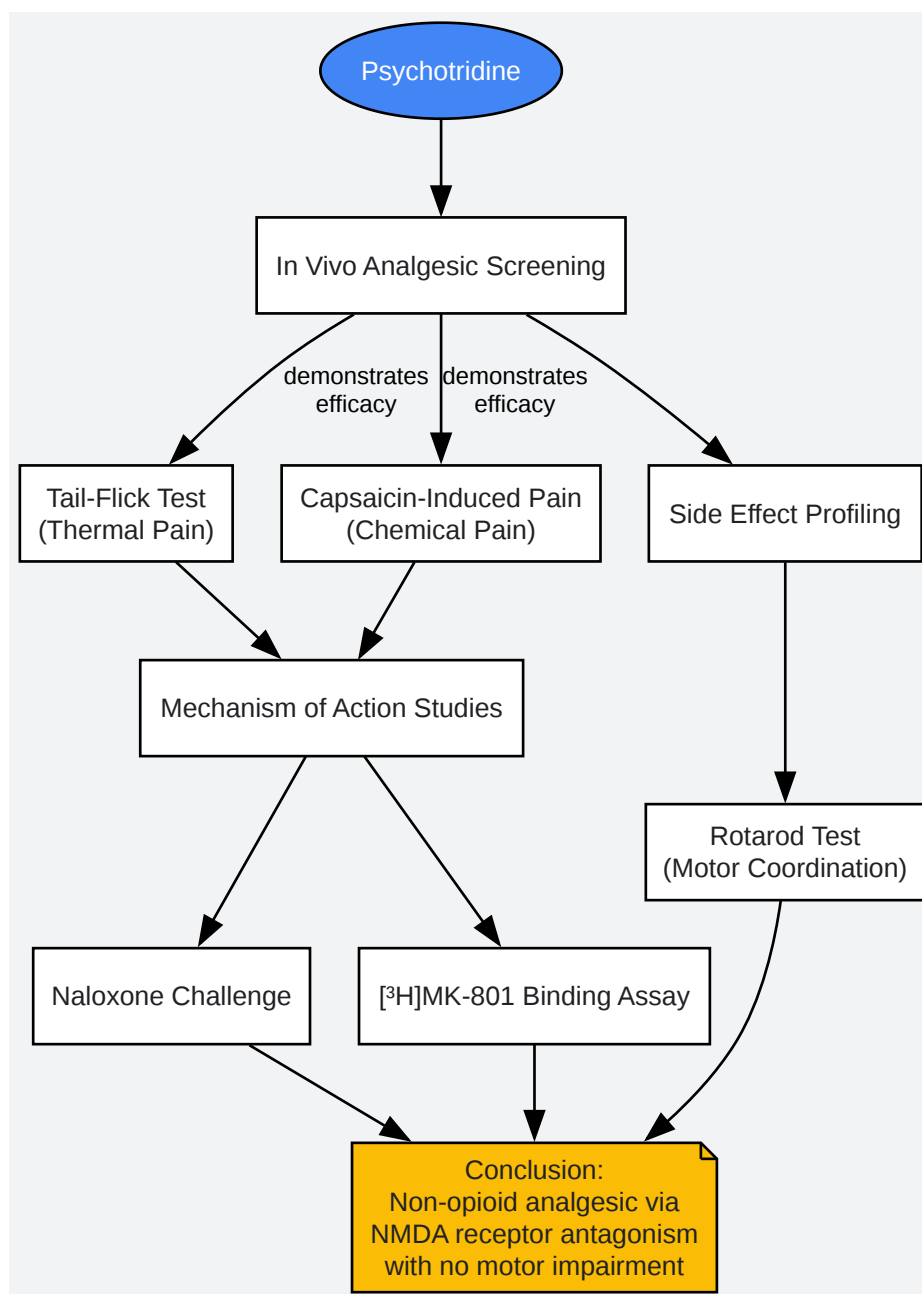 Psychotridine
In Vivo Analgesic Screening
demonstrates
efficacy
demonstrates
efficacy
Tail-Flick Test
(Thermal Pain)
Capsaicin-Induced Pain
(Chemical Pain)
Side Effect Profiling
Mechanism of Action Studies
Rotarod Test
(Motor Coordination)
Naloxone Challenge
[³H]MK-801 Binding Assay
Conclusion:
Non-opioid analgesic via
NMDA receptor antagonism
with no motor impairment